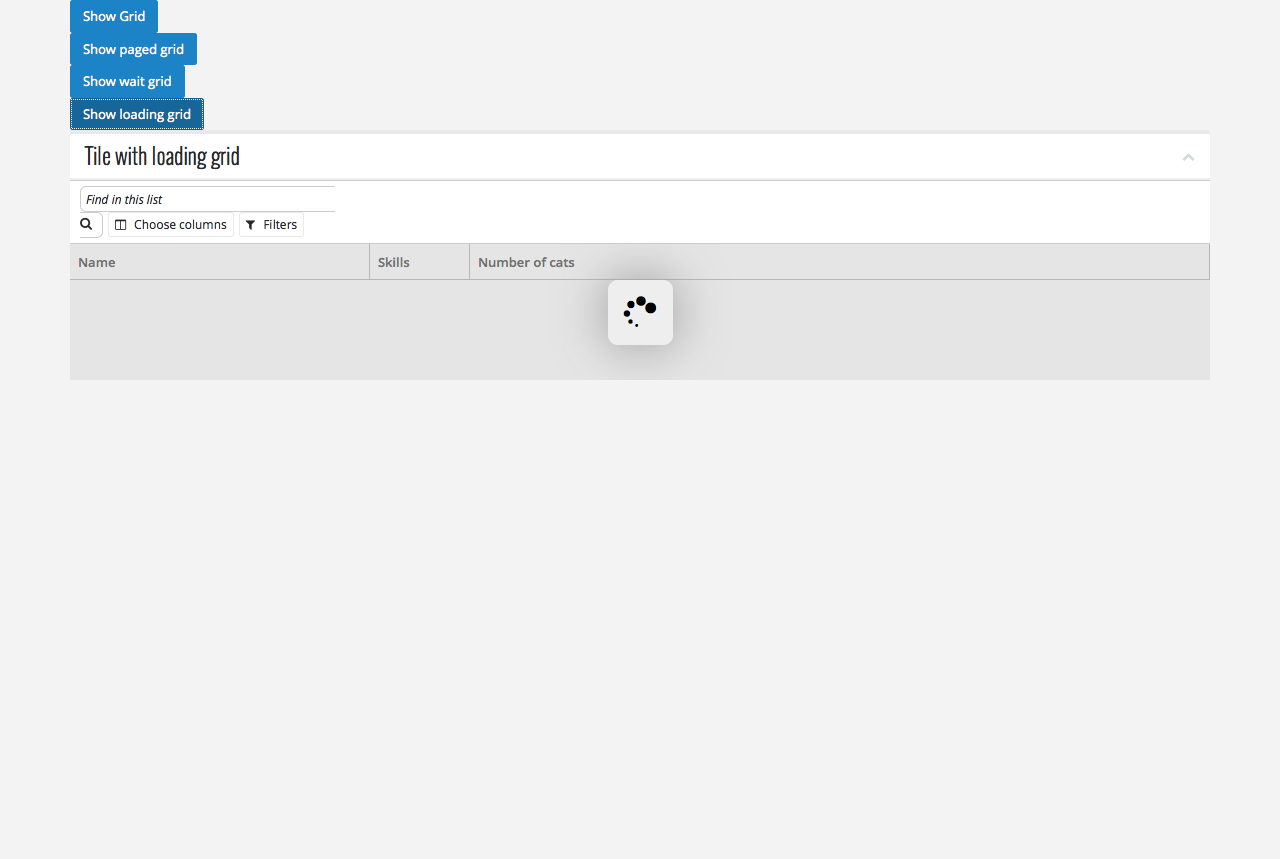 Show Grid
Show paged grid
Show wait grid
Show loading grid
Tile with loading grid
Find in this list
Choose columns Filters
Name Skills Number of cats